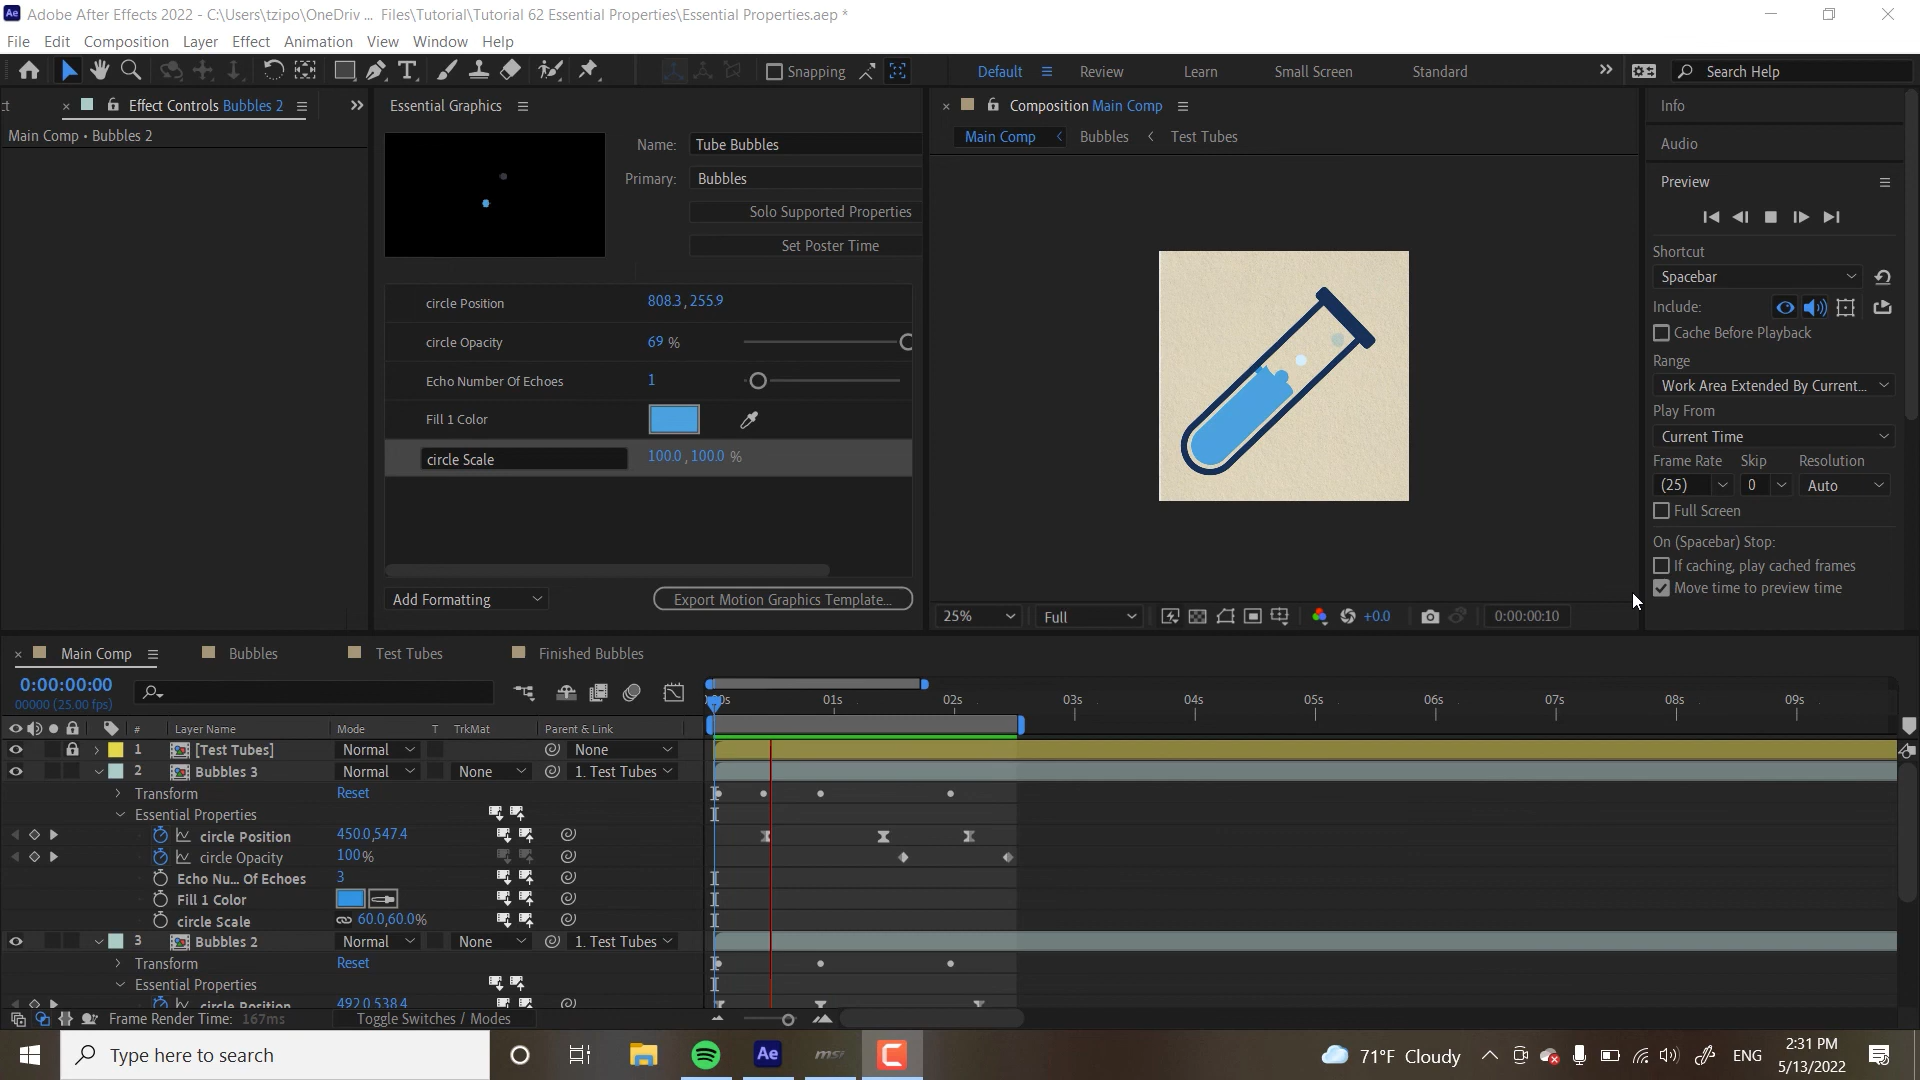 Ae Adobe After Effects 2022 - C:\Users\tzipo\OneDriv ... Files\Tutorial\Tutorial 62 Essential Properties\Essential Properties.aep *
File Edit Composition Layer Effect Animation View Window Help
Snapping Default Review Learn Small Screen Standard Search Help
Effect Controls Bubbles 2
Main Comp • Bubbles 2
Essential Graphics
Name: Tube Bubbles
Primary: Bubbles
Solo Supported Properties
Set Poster Time
circle Position 808.3, 255.9
circle Opacity 69 %
Echo Number Of Echoes 1
Fill 1 Color
circle Scale 100.0, 100.0 %
Add Formatting Export Motion Graphics Template...
Composition Main Comp
Main Comp Bubbles Test Tubes
25% Full +0.0 0:00:00:10
Info
Audio
Preview
Shortcut
Spacebar
Include:
Cache Before Playback
Range
Work Area Extended By Current...
Play From
Current Time
Frame Rate Skip Resolution
(25) 0 Auto
Full Screen
On (Spacebar) Stop:
If caching, play cached frames
Move time to preview time
Main Comp Bubbles Test Tubes Finished Bubbles
0:00:00:00
00000 (25.00 fps)
01s 02s 03s 04s 05s 06s 07s 08s 09s
# Layer Name Mode T TrkMat Parent & Link
1 [Test Tubes] Normal None
2 Bubbles 3 Normal None 1. Test Tubes
Transform Reset
Essential Properties
circle Position 450.0,547.4
circle Opacity 100%
Echo Nu... Of Echoes 3
Fill 1 Color
circle Scale 60.0,60.0%
3 Bubbles 2 Normal None 1. Test Tubes
Transform Reset
Essential Properties
circle Position 492.0,538.4
Frame Render Time: 167ms Toggle Switches / Modes
Type here to search Ae 71°F Cloudy ENG 2:31 PM
5/13/2022